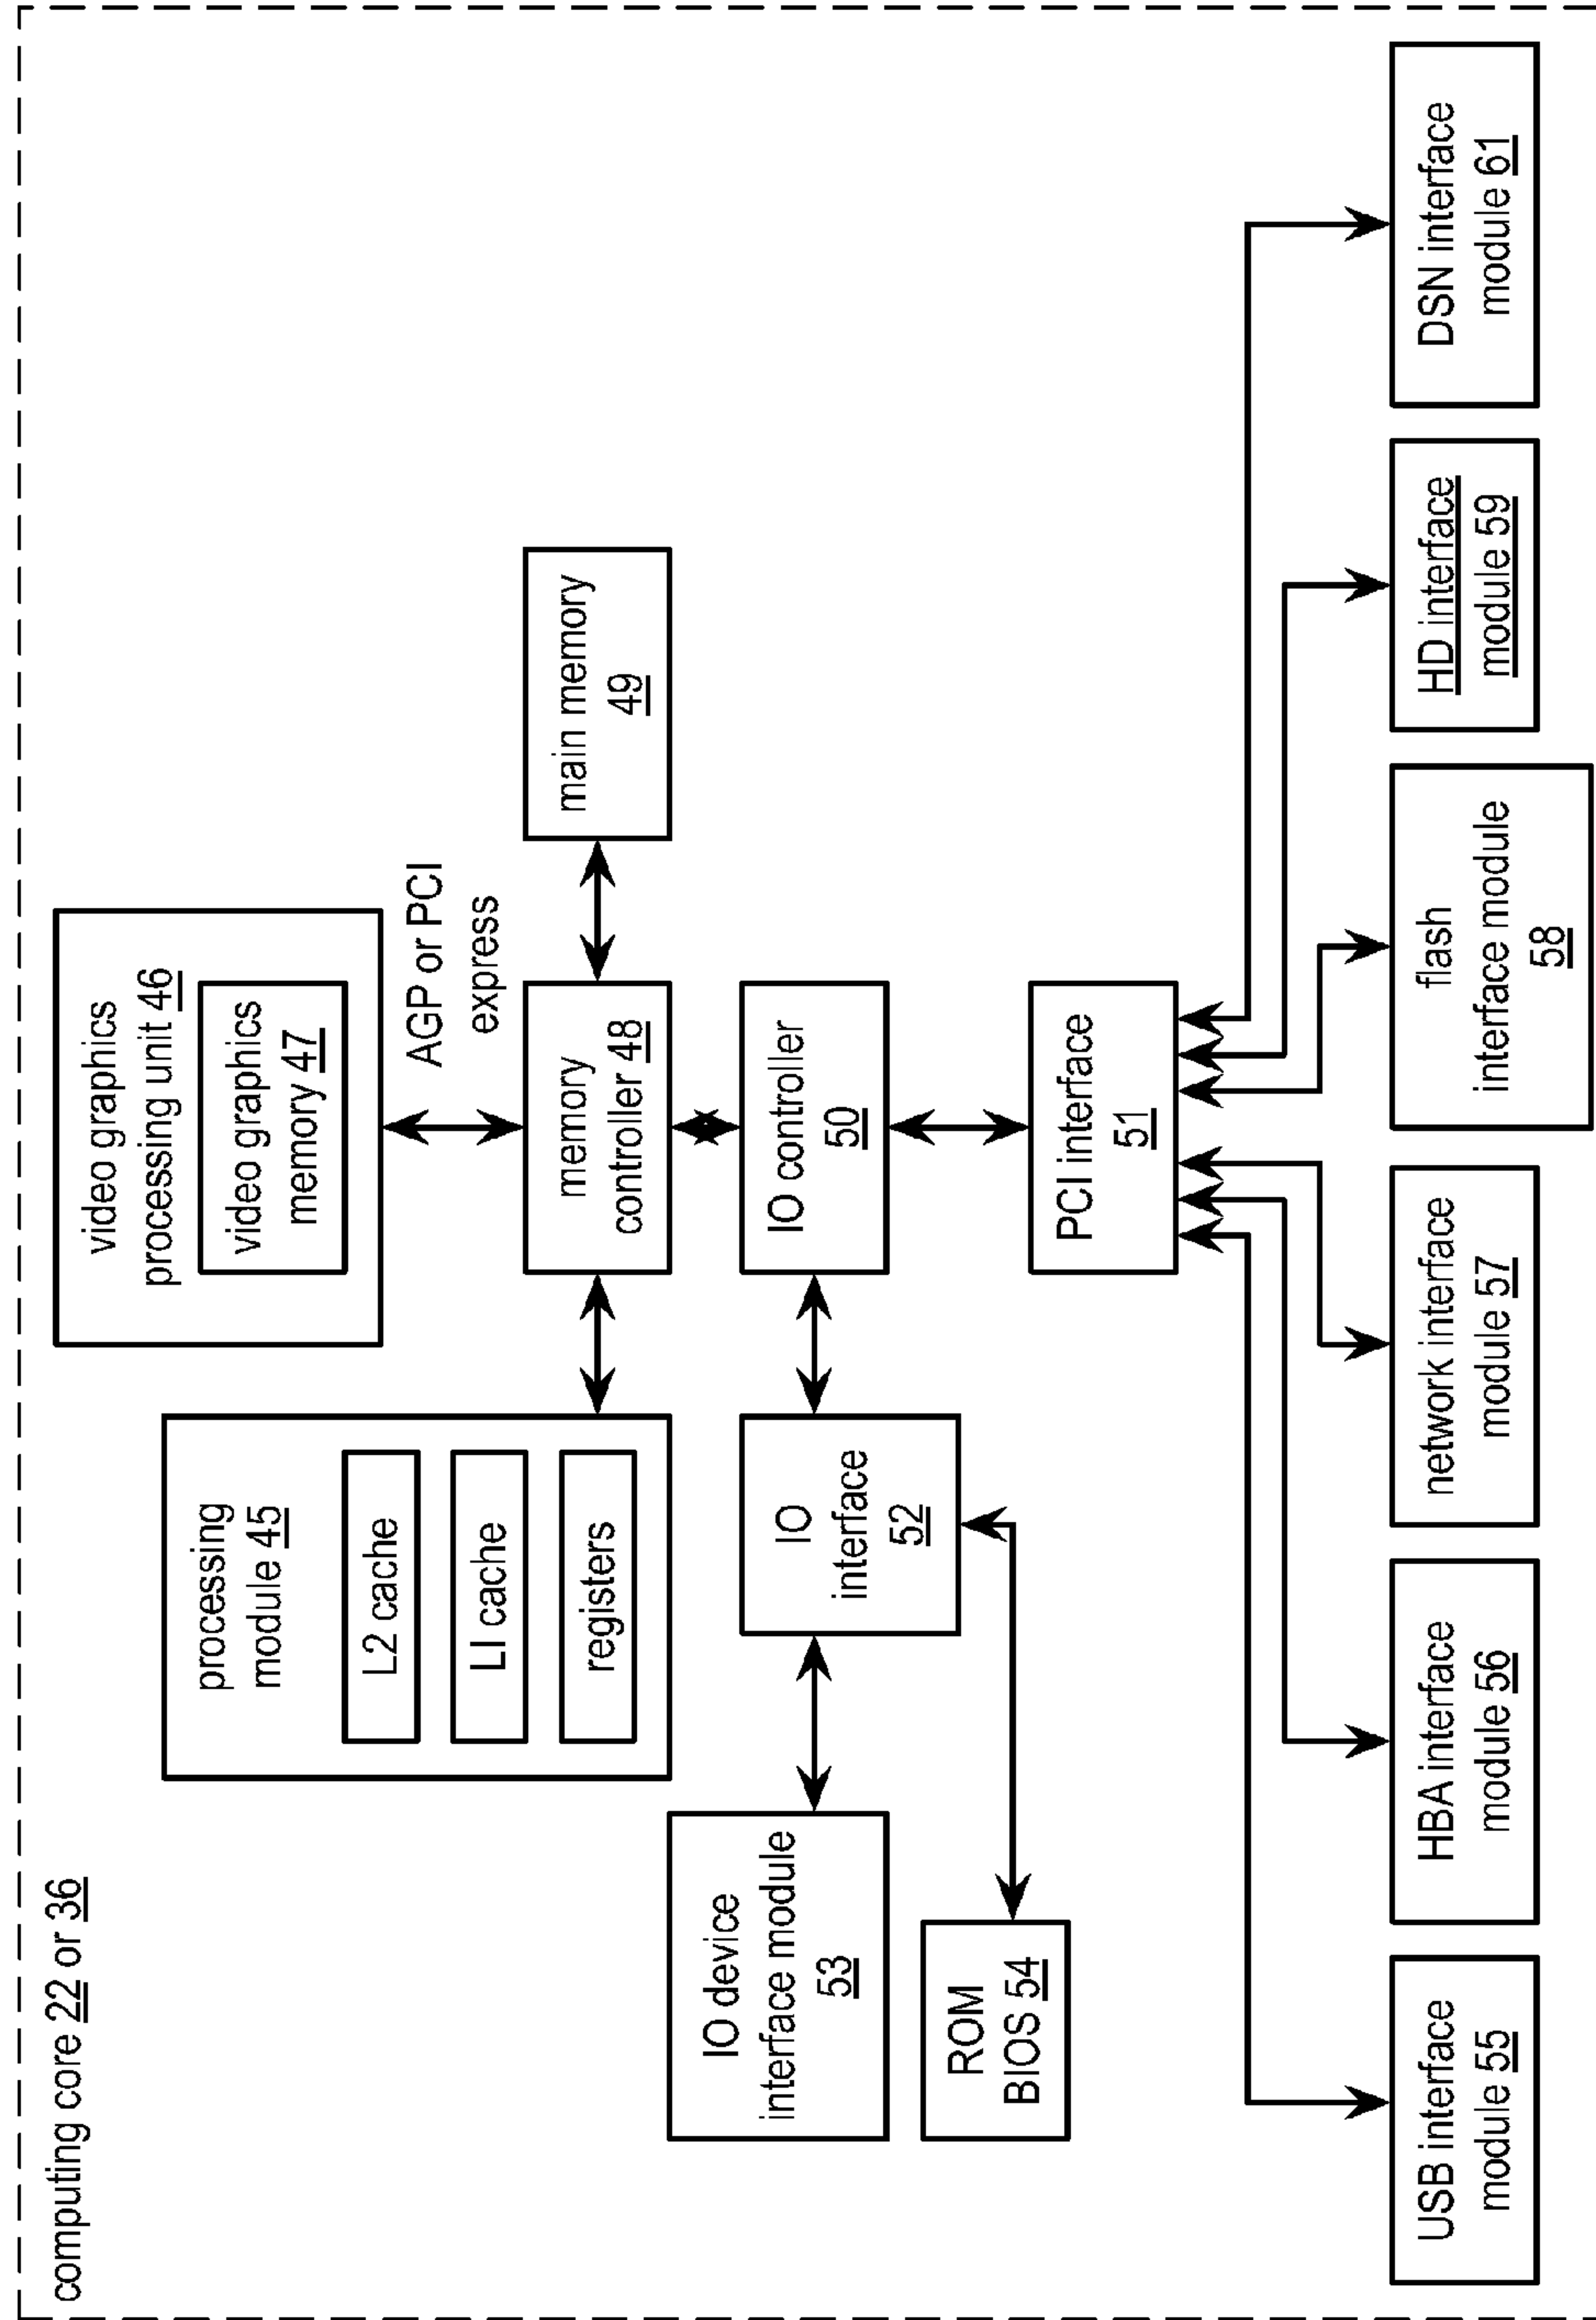 computing core 22 or 36
video graphics
processing unit 46
video graphics
memory 47
processing
module 45
L2 cache
LI cache
registers
AGP or PCI
express
memory
controller 48
main memory
49
IO device
interface module
53
IO
interface
52
IO controller
50
ROM
BIOS 54
PCI interface
51
USB interface
module 55
HBA interface
module 56
network interface
module 57
flash
interface module
58
HD interface
module 59
DSN interface
module 61